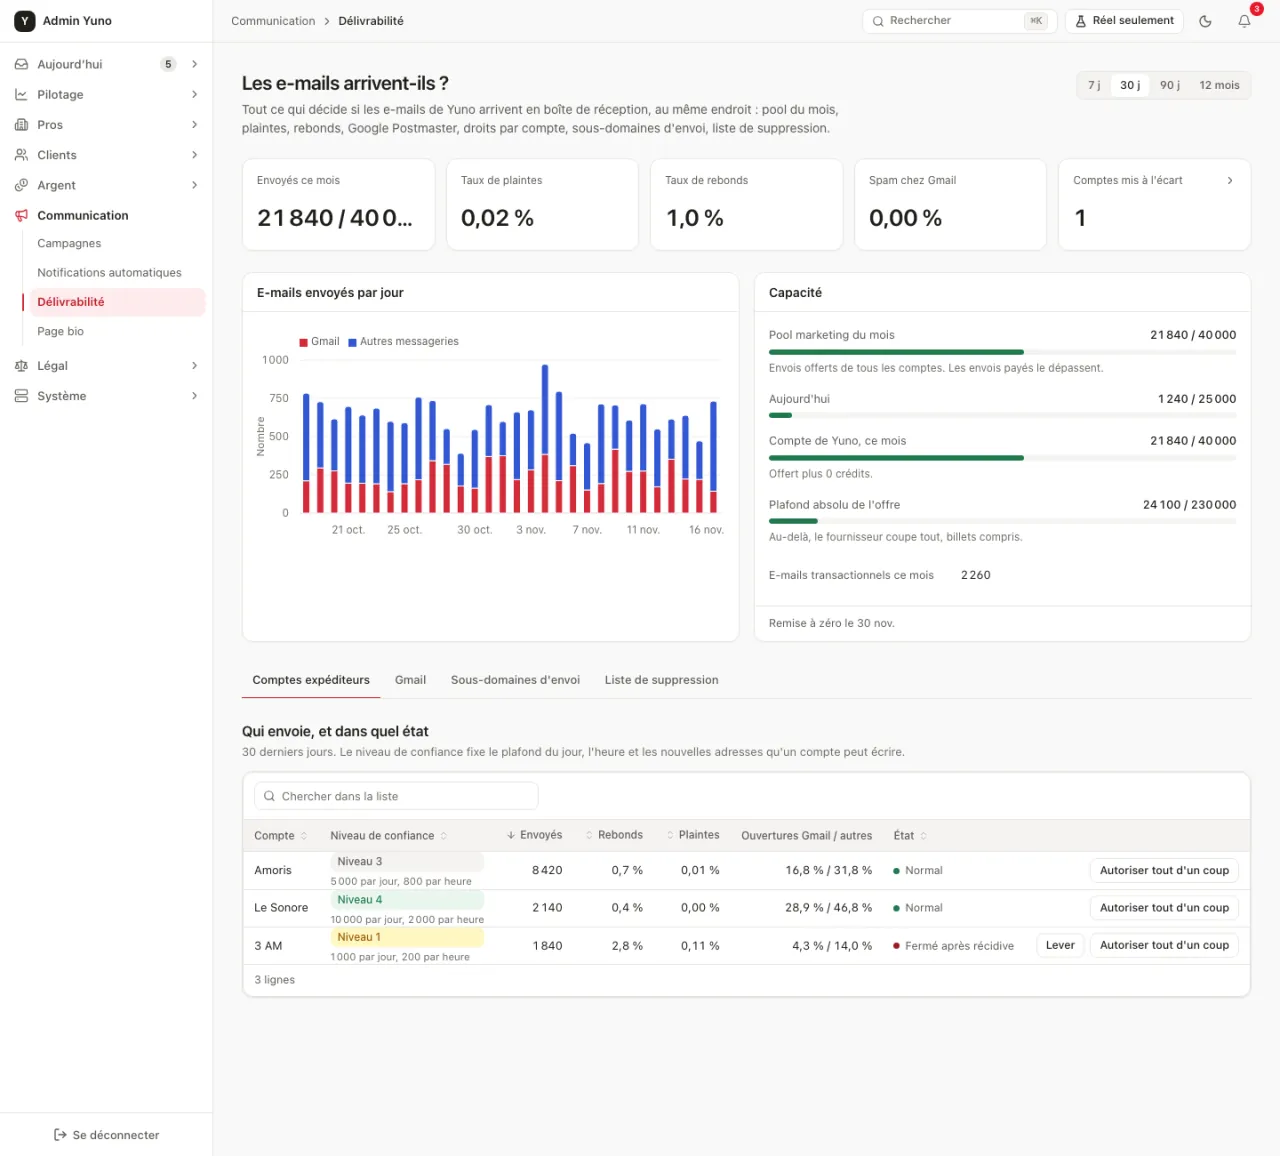 Y Admin Yuno
Communication > Délivrabilité
Rechercher ⌘K
Réel seulement
3
Aujourd'hui 5
Pilotage
Pros
Clients
Argent
Communication
Campagnes
Notifications automatiques
Délivrabilité
Page bio
Légal
Système
Se déconnecter
Les e-mails arrivent-ils ?
7 j 30 j 90 j 12 mois
Tout ce qui décide si les e-mails de Yuno arrivent en boîte de réception, au même endroit : pool du mois,
plaintes, rebonds, Google Postmaster, droits par compte, sous-domaines d'envoi, liste de suppression.
Envoyés ce mois
21 840 / 40 0...
Taux de plaintes
0,02 %
Taux de rebonds
1,0 %
Spam chez Gmail
0,00 %
Comptes mis à l'écart
1
E-mails envoyés par jour
Gmail Autres messageries
1 000
750
500
250
0
Nombre
21 oct. 25 oct. 30 oct. 3 nov. 7 nov. 11 nov. 16 nov.
Capacité
Pool marketing du mois 21 840 / 40 000
Envois offerts de tous les comptes. Les envois payés le dépassent.
Aujourd'hui 1 240 / 25 000
Compte de Yuno, ce mois 21 840 / 40 000
Offert plus 0 crédits.
Plafond absolu de l'offre 24 100 / 230 000
Au-delà, le fournisseur coupe tout, billets compris.
E-mails transactionnels ce mois 2 260
Remise à zéro le 30 nov.
Comptes expéditeurs Gmail Sous-domaines d'envoi Liste de suppression
Qui envoie, et dans quel état
30 derniers jours. Le niveau de confiance fixe le plafond du jour, l'heure et les nouvelles adresses qu'un compte peut écrire.
Chercher dans la liste
Compte Niveau de confiance Envoyés Rebonds Plaintes Ouvertures Gmail / autres État
Amoris Niveau 3 8 420 0,7 % 0,01 % 16,8 % / 31,8 % Normal Autoriser tout d'un coup
5 000 par jour, 800 par heure
Le Sonore Niveau 4 2 140 0,4 % 0,00 % 28,9 % / 46,8 % Normal Autoriser tout d'un coup
10 000 par jour, 2 000 par heure
3 AM Niveau 1 1 840 2,8 % 0,11 % 4,3 % / 14,0 % Fermé après récidive Lever Autoriser tout d'un coup
1 000 par jour, 200 par heure
3 lignes